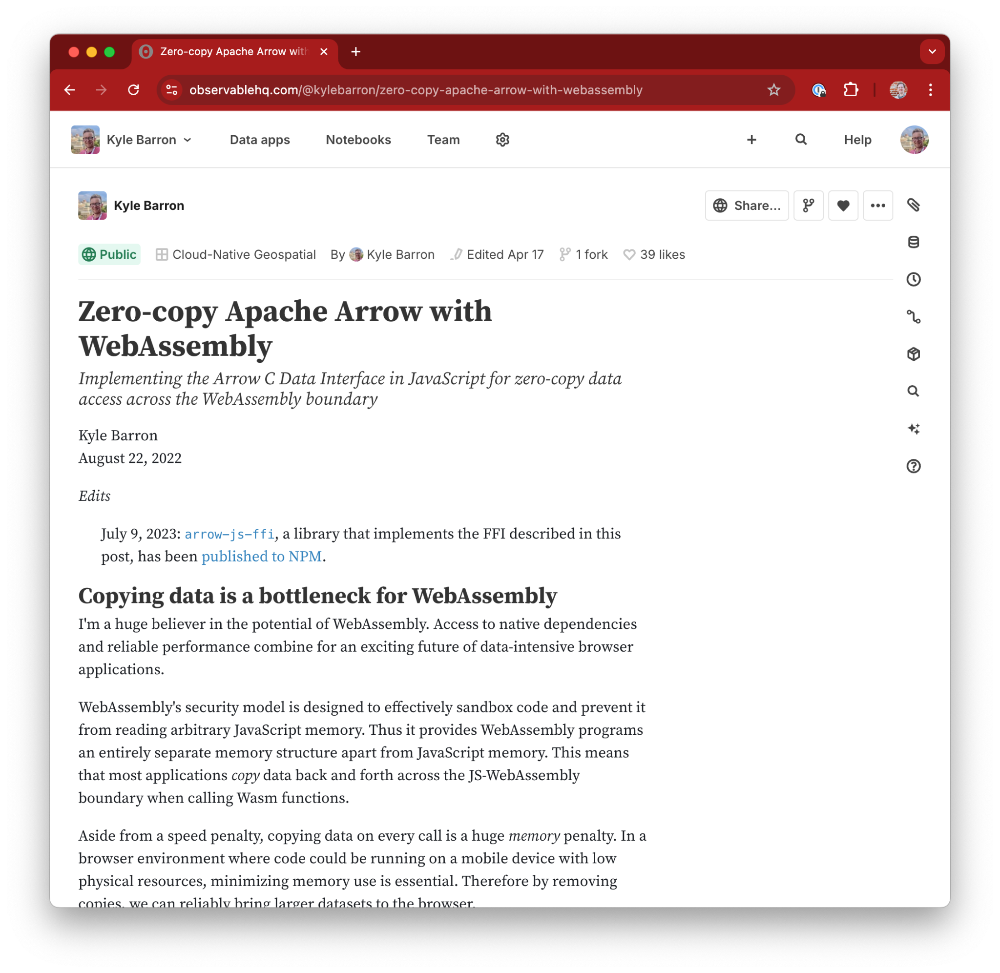 Zero-copy Apache Arrow with
observablehq.com/@kylebarron/zero-copy-apache-arrow-with-webassembly
Kyle Barron Data apps Notebooks Team Help
Kyle Barron Share...
Public Cloud-Native Geospatial By Kyle Barron Edited Apr 17 1 fork 39 likes
Zero-copy Apache Arrow with
WebAssembly
Implementing the Arrow C Data Interface in JavaScript for zero-copy data
access across the WebAssembly boundary
Kyle Barron
August 22, 2022
Edits
July 9, 2023: arrow-js-ffi, a library that implements the FFI described in this
post, has been published to NPM.
Copying data is a bottleneck for WebAssembly
I'm a huge believer in the potential of WebAssembly. Access to native dependencies
and reliable performance combine for an exciting future of data-intensive browser
applications.
WebAssembly's security model is designed to effectively sandbox code and prevent it
from reading arbitrary JavaScript memory. Thus it provides WebAssembly programs
an entirely separate memory structure apart from JavaScript memory. This means
that most applications copy data back and forth across the JS-WebAssembly
boundary when calling Wasm functions.
Aside from a speed penalty, copying data on every call is a huge memory penalty. In a
browser environment where code could be running on a mobile device with low
physical resources, minimizing memory use is essential. Therefore by removing
copies, we can reliably bring larger datasets to the browser.